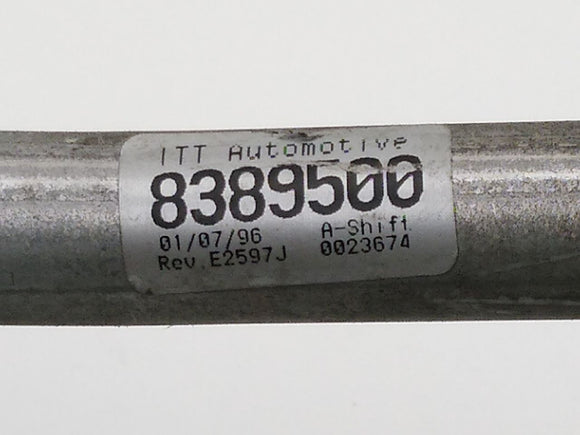 ITT Automotive
8389500
01/07/96 A-Shift
Rev.E2597J 0023674